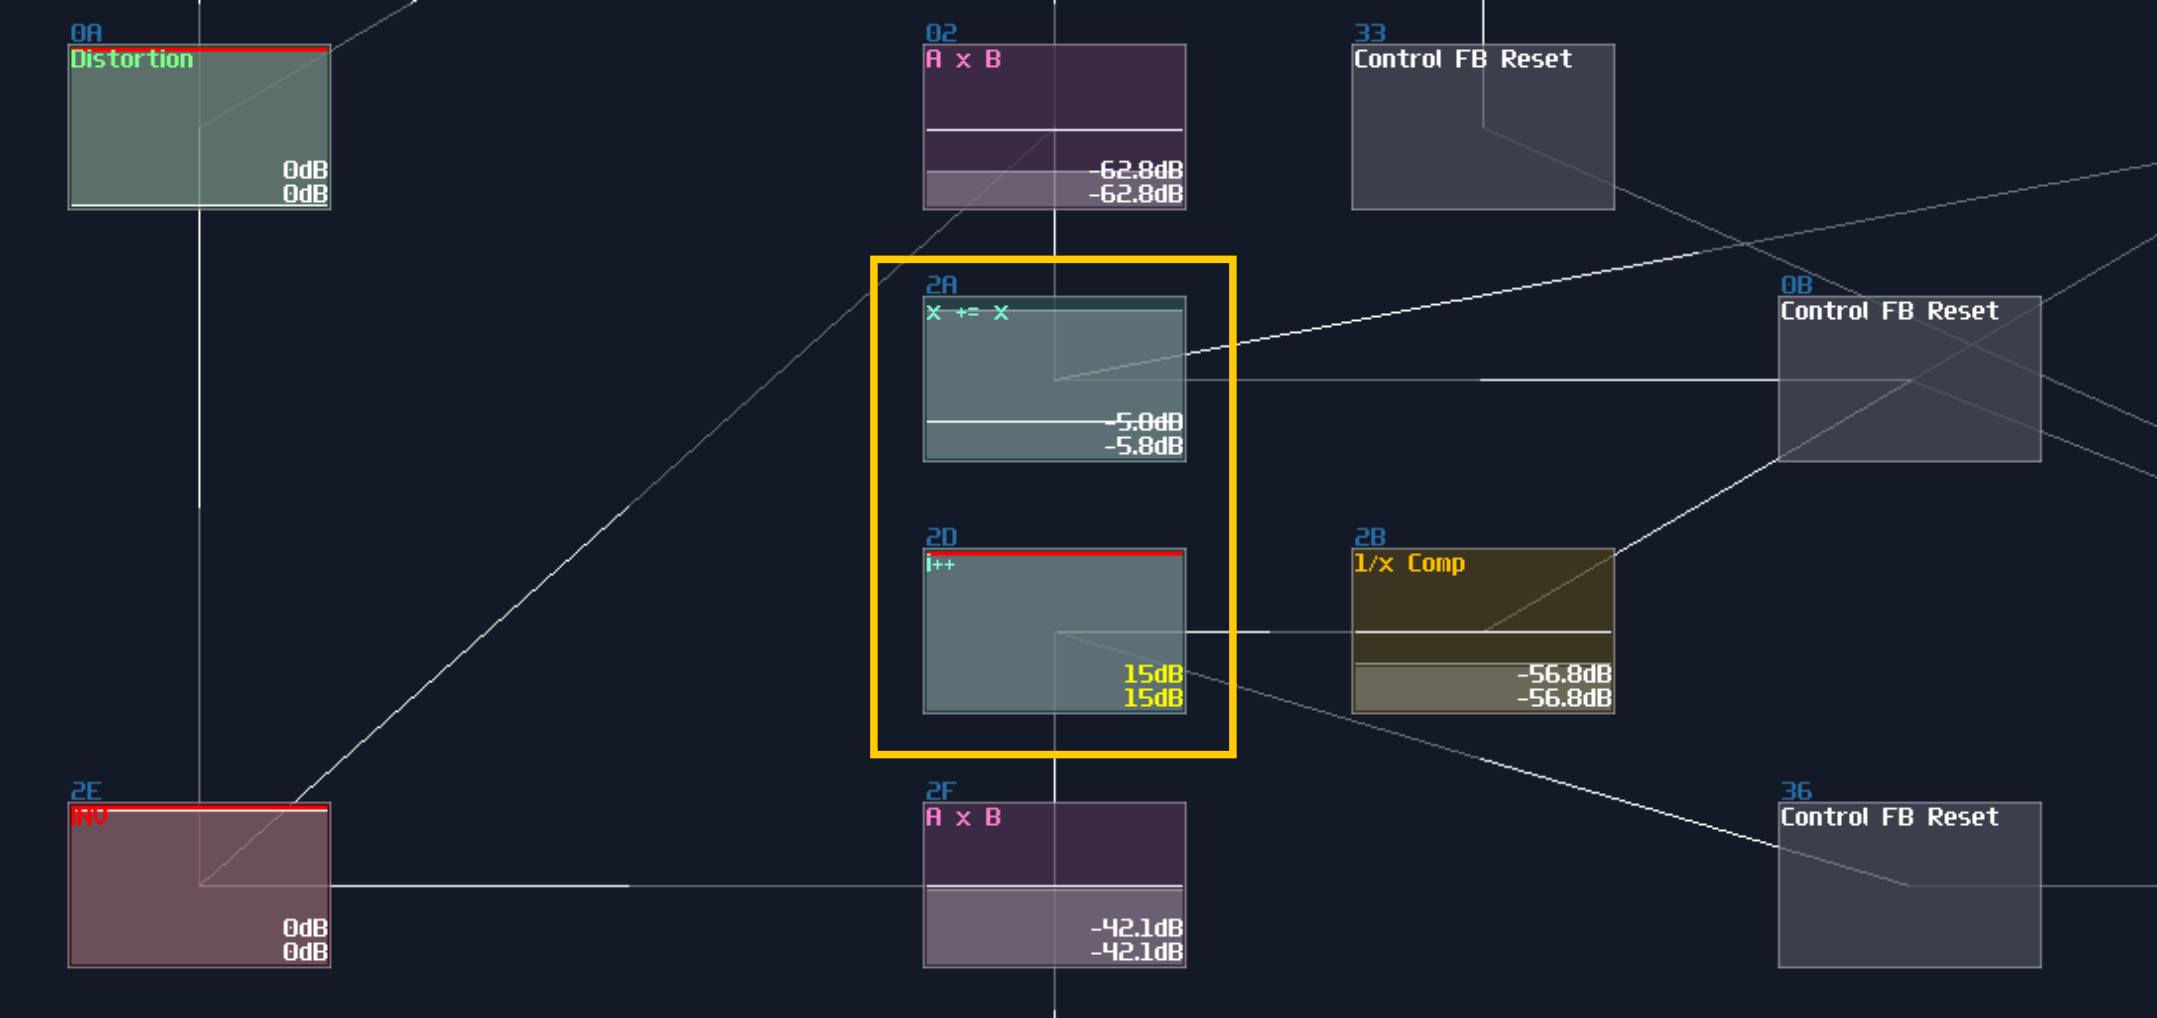 0A
Distortion
0dB
0dB
02
A x B
-62.8dB
-62.8dB
33
Control FB Reset
2A
x += x
-5.8dB
-5.8dB
0B
Control FB Reset
2D
i++
15dB
15dB
2B
1/x Comp
-56.8dB
-56.8dB
2E
INV
0dB
0dB
2F
A x B
-42.1dB
-42.1dB
36
Control FB Reset